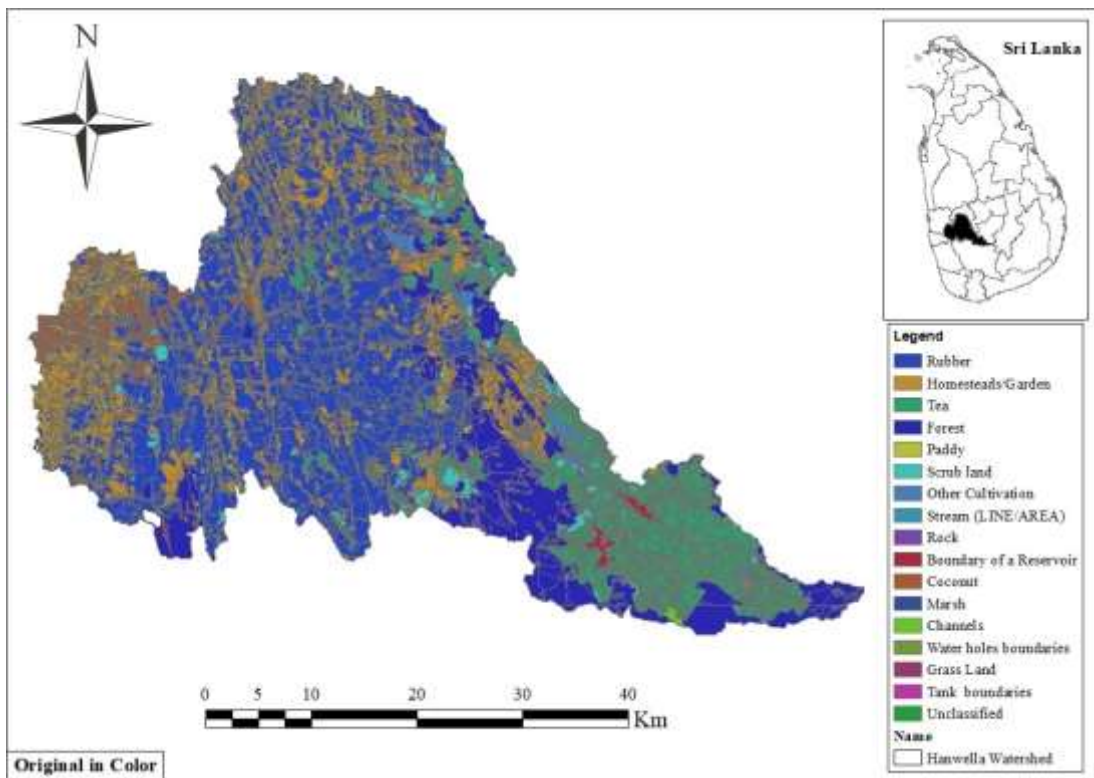 N
Sri Lanka
Legend
Rubber
Homesteads/Garden
Tea
Forest
Paddy
Scrub land
Other Cultivation
Stream (LINE/AREA)
Rock
Boundary of a Reservoir
Coconut
Marsh
Channels
Water holes boundaries
Grass Land
Tank boundaries
Unclassified
Name
Hanwella Watershed
0 5 10 20 30 40
Km
Original in Color